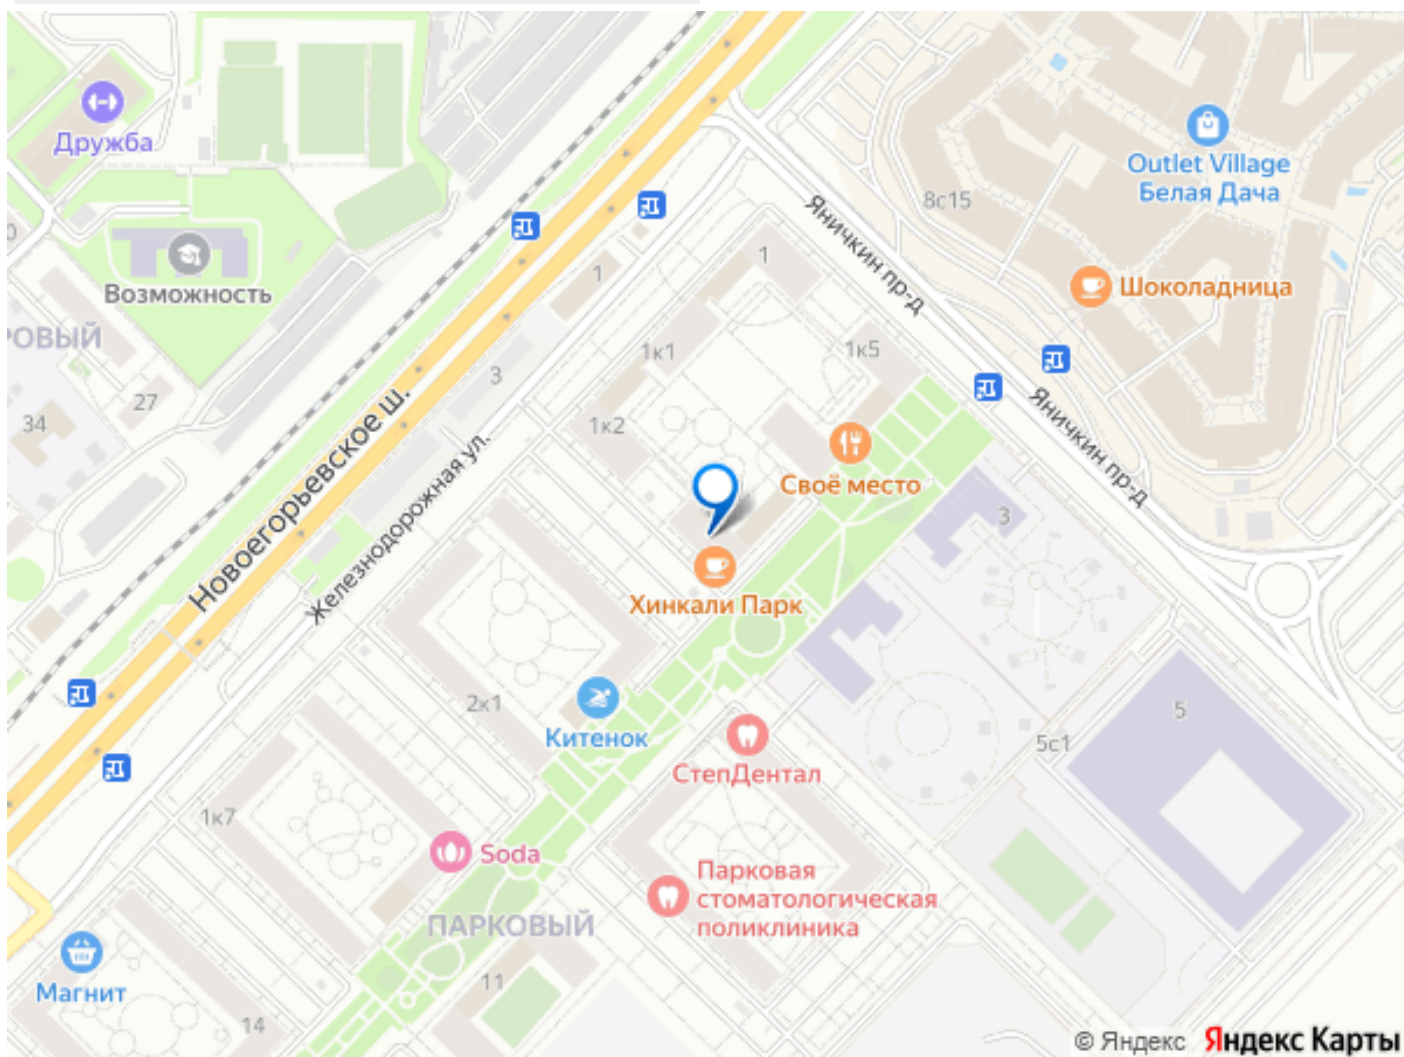 Дружба
Outlet Village
Белая Дача
8с15
Яничкин пр-д
1
1
Шоколадница
Возможность
РОВЫЙ
1к1
1к5
3
27
34
1к2
Новоегорьевское ш.
Железнодорожная ул.
Яничкин пр-д
Своё место
3
Хинкали Парк
2к1
Китенок
5
5с1
СтепДентал
1к7
Soda
Парковая
стоматологическая
поликлиника
ПАРКОВЫЙ
Магнит
11
14
© Яндекс Яндекс Карты